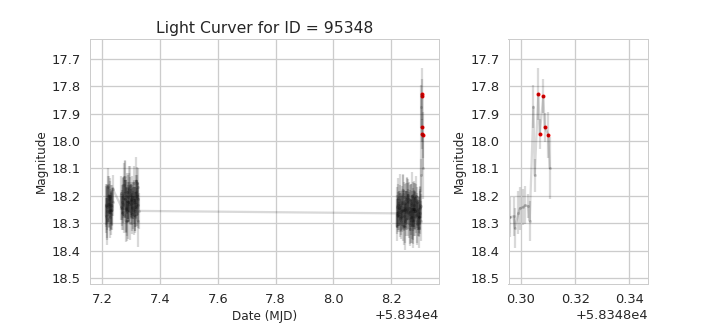 Light Curver for ID = 95348
17.7
17.8
17.9
18.0
18.1
18.2
18.3
18.4
18.5
Magnitude
7.2 7.4 7.6 7.8 8.0 8.2
Date (MJD)
+5.834e4
17.7
17.8
17.9
18.0
18.1
18.2
18.3
18.4
18.5
Magnitude
0.30 0.32 0.34
+5.8348e4